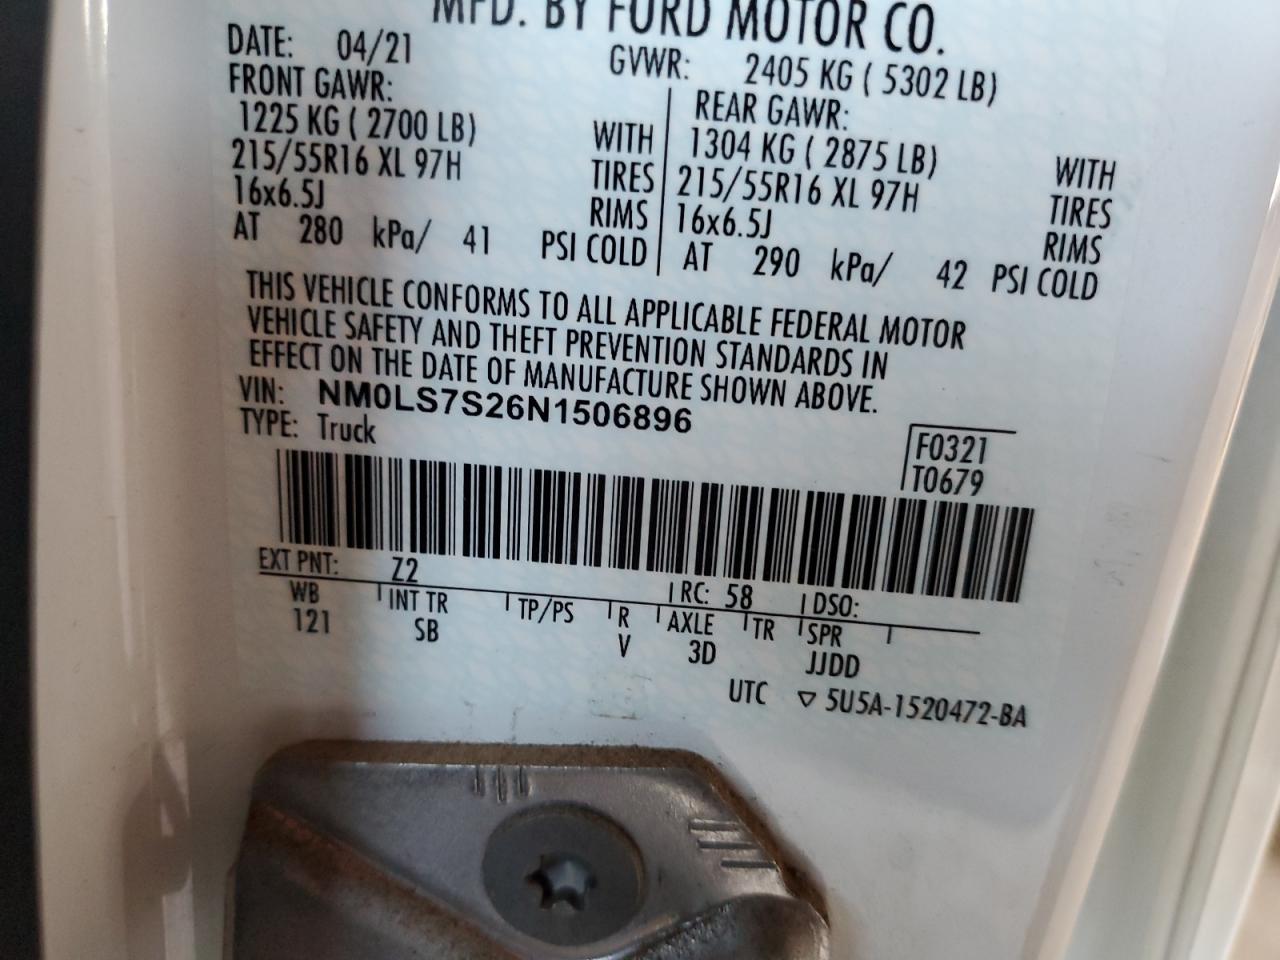 MFD. BY FORD MOTOR CO.
DATE: 04/21 GVWR: 2405 KG ( 5302 LB)
FRONT GAWR: REAR GAWR:
1225 KG ( 2700 LB) WITH 1304 KG ( 2875 LB) WITH
215/55R16 XL 97H TIRES 215/55R16 XL 97H TIRES
16x6.5J RIMS 16x6.5J RIMS
AT 280 kPa/ 41 PSI COLD AT 290 kPa/ 42 PSI COLD
THIS VEHICLE CONFORMS TO ALL APPLICABLE FEDERAL MOTOR
VEHICLE SAFETY AND THEFT PREVENTION STANDARDS IN
EFFECT ON THE DATE OF MANUFACTURE SHOWN ABOVE.
VIN: NM0LS7S26N1506896
TYPE: Truck F0321
T0679
EXT PNT: Z2 RC: 58 DSO:
WB INT TR TP/PS R AXLE TR SPR
121 SB V 3D JJDD
UTC ▽ 5U5A-1520472-BA